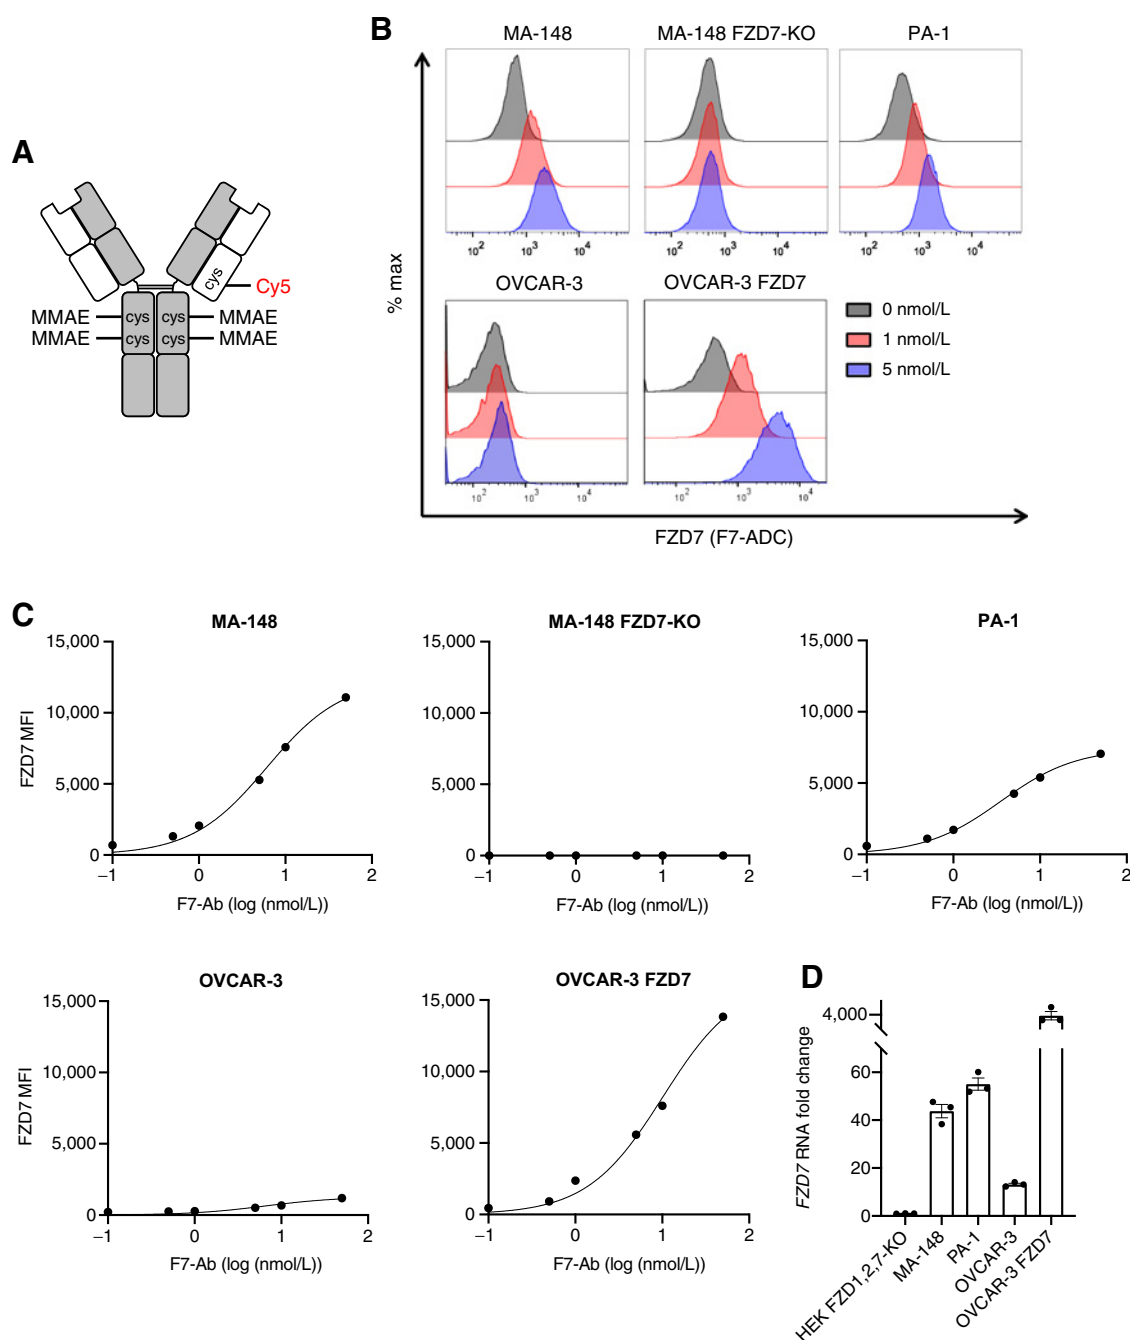 A
cys
Cy5
MMAE cys cys MMAE
MMAE cys cys MMAE
B
MA-148 MA-148 FZD7-KO PA-1
10² 10³ 10⁴ 10² 10³ 10⁴ 10² 10³ 10⁴
OVCAR-3 OVCAR-3 FZD7
0 nmol/L
1 nmol/L
5 nmol/L
10² 10³ 10⁴ 10² 10³ 10⁴
% max
FZD7 (F7-ADC)
C
MA-148
15,000
10,000
5,000
0
−1 0 1 2
FZD7 MFI
F7-Ab (log (nmol/L))
MA-148 FZD7-KO
15,000
10,000
5,000
0
−1 0 1 2
F7-Ab (log (nmol/L))
PA-1
15,000
10,000
5,000
0
−1 0 1 2
F7-Ab (log (nmol/L))
OVCAR-3
15,000
10,000
5,000
0
−1 0 1 2
FZD7 MFI
F7-Ab (log (nmol/L))
OVCAR-3 FZD7
15,000
10,000
5,000
0
−1 0 1 2
F7-Ab (log (nmol/L))
D
4,000
60
40
20
0
FZD7 RNA fold change
HEK FZD1,2,7-KO
MA-148
PA-1
OVCAR-3
OVCAR-3 FZD7